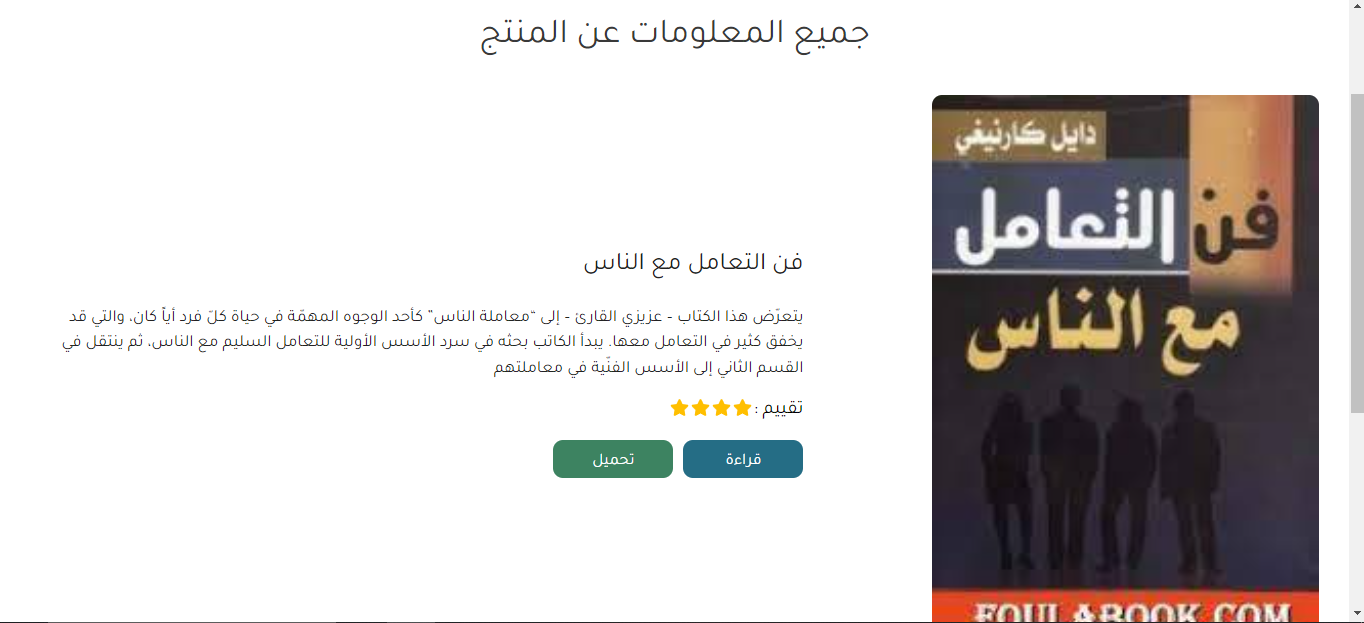 جميع المعلومات عن المنتج
دايل كارنيغي
فن التعامل
مع الناس
FOULABOOK.COM
فن التعامل مع الناس
يتعرّض هذا الكتاب - عزيزي القارئ - إلى "معاملة الناس" كأحد الوجوه المهمّة في حياة كلّ فرد أياً كان، والتي قد
يخفق كثير في التعامل معها. يبدأ الكاتب بحثه في سرد الأسس الأولية للتعامل السليم مع الناس، ثم ينتقل في
القسم الثاني إلى الأسس الفنّية في معاملتهم
تقييم :
قراءة
تحميل